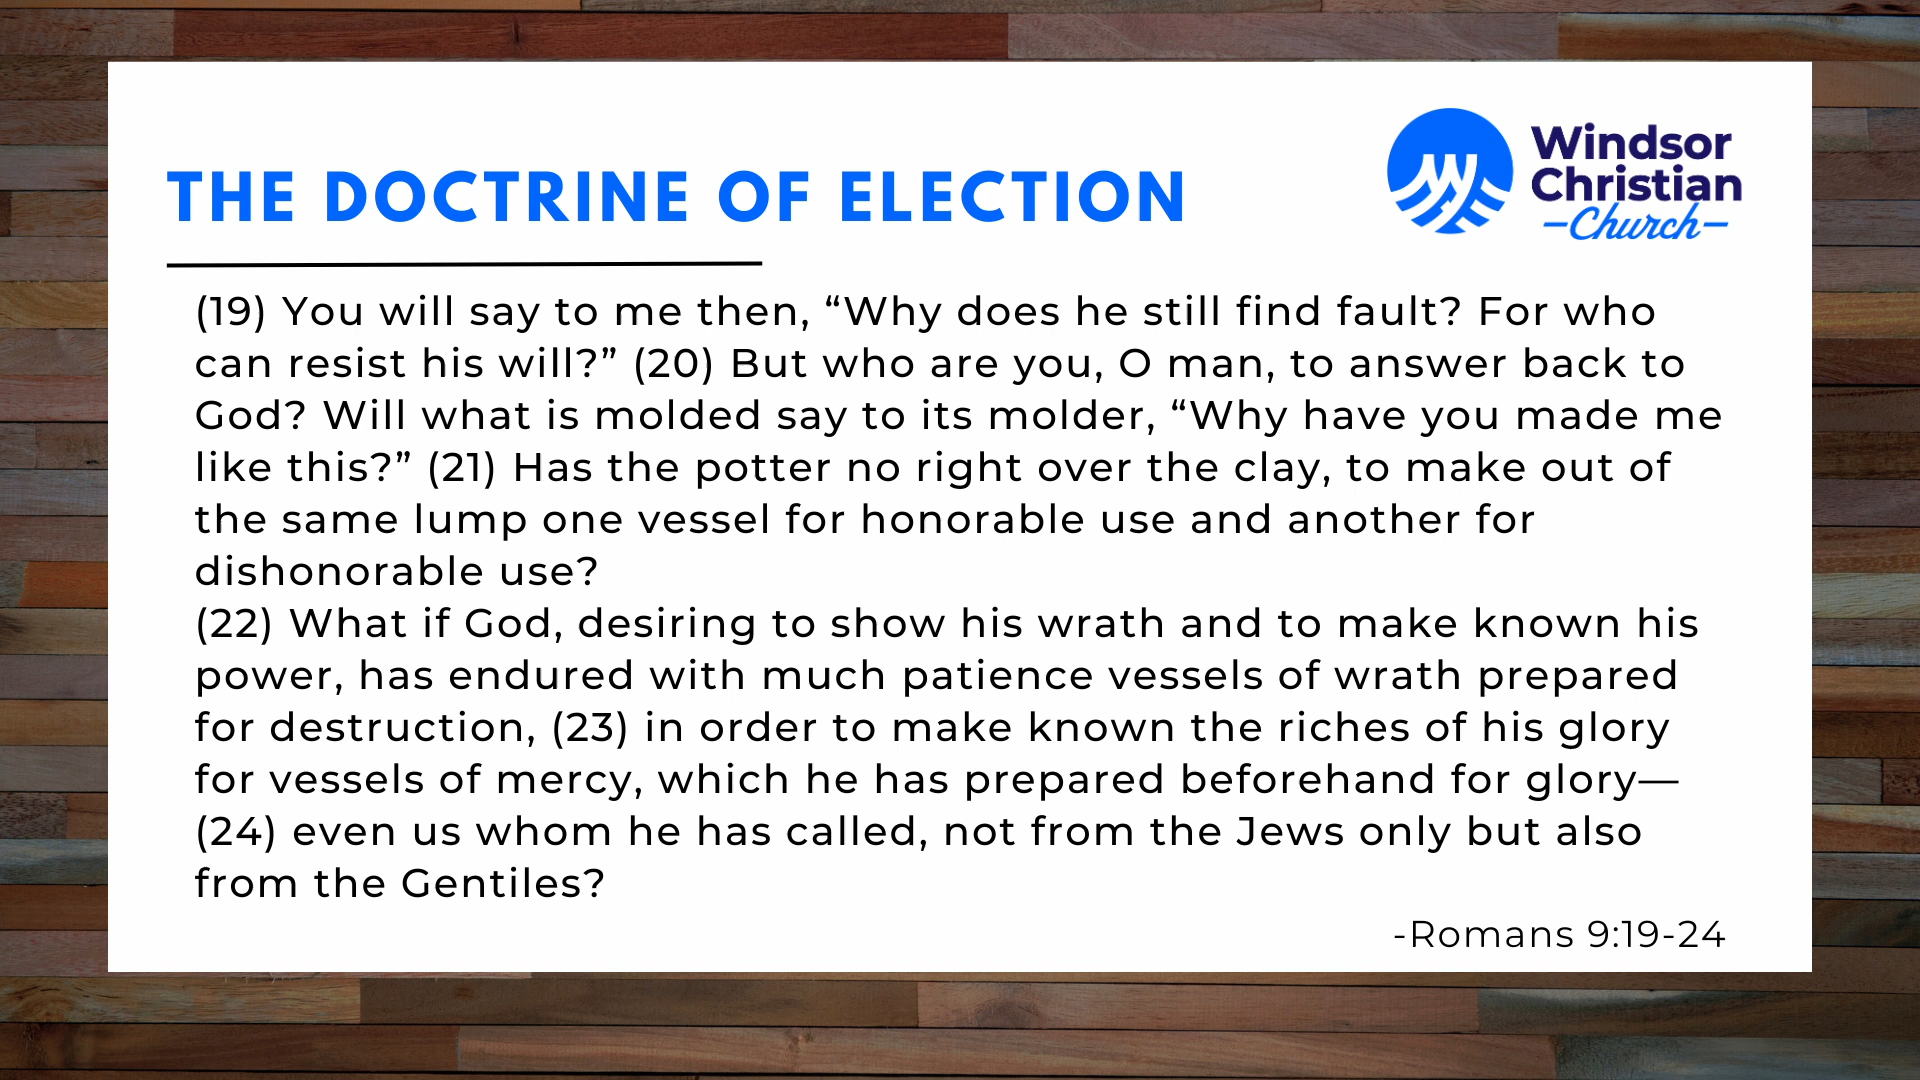 THE DOCTRINE OF ELECTION
Windsor
Christian
-Church-
(19) You will say to me then, “Why does he still find fault? For who
can resist his will?” (20) But who are you, O man, to answer back to
God? Will what is molded say to its molder, “Why have you made me
like this?” (21) Has the potter no right over the clay, to make out of
the same lump one vessel for honorable use and another for
dishonorable use?
(22) What if God, desiring to show his wrath and to make known his
power, has endured with much patience vessels of wrath prepared
for destruction, (23) in order to make known the riches of his glory
for vessels of mercy, which he has prepared beforehand for glory—
(24) even us whom he has called, not from the Jews only but also
from the Gentiles?
-Romans 9:19-24